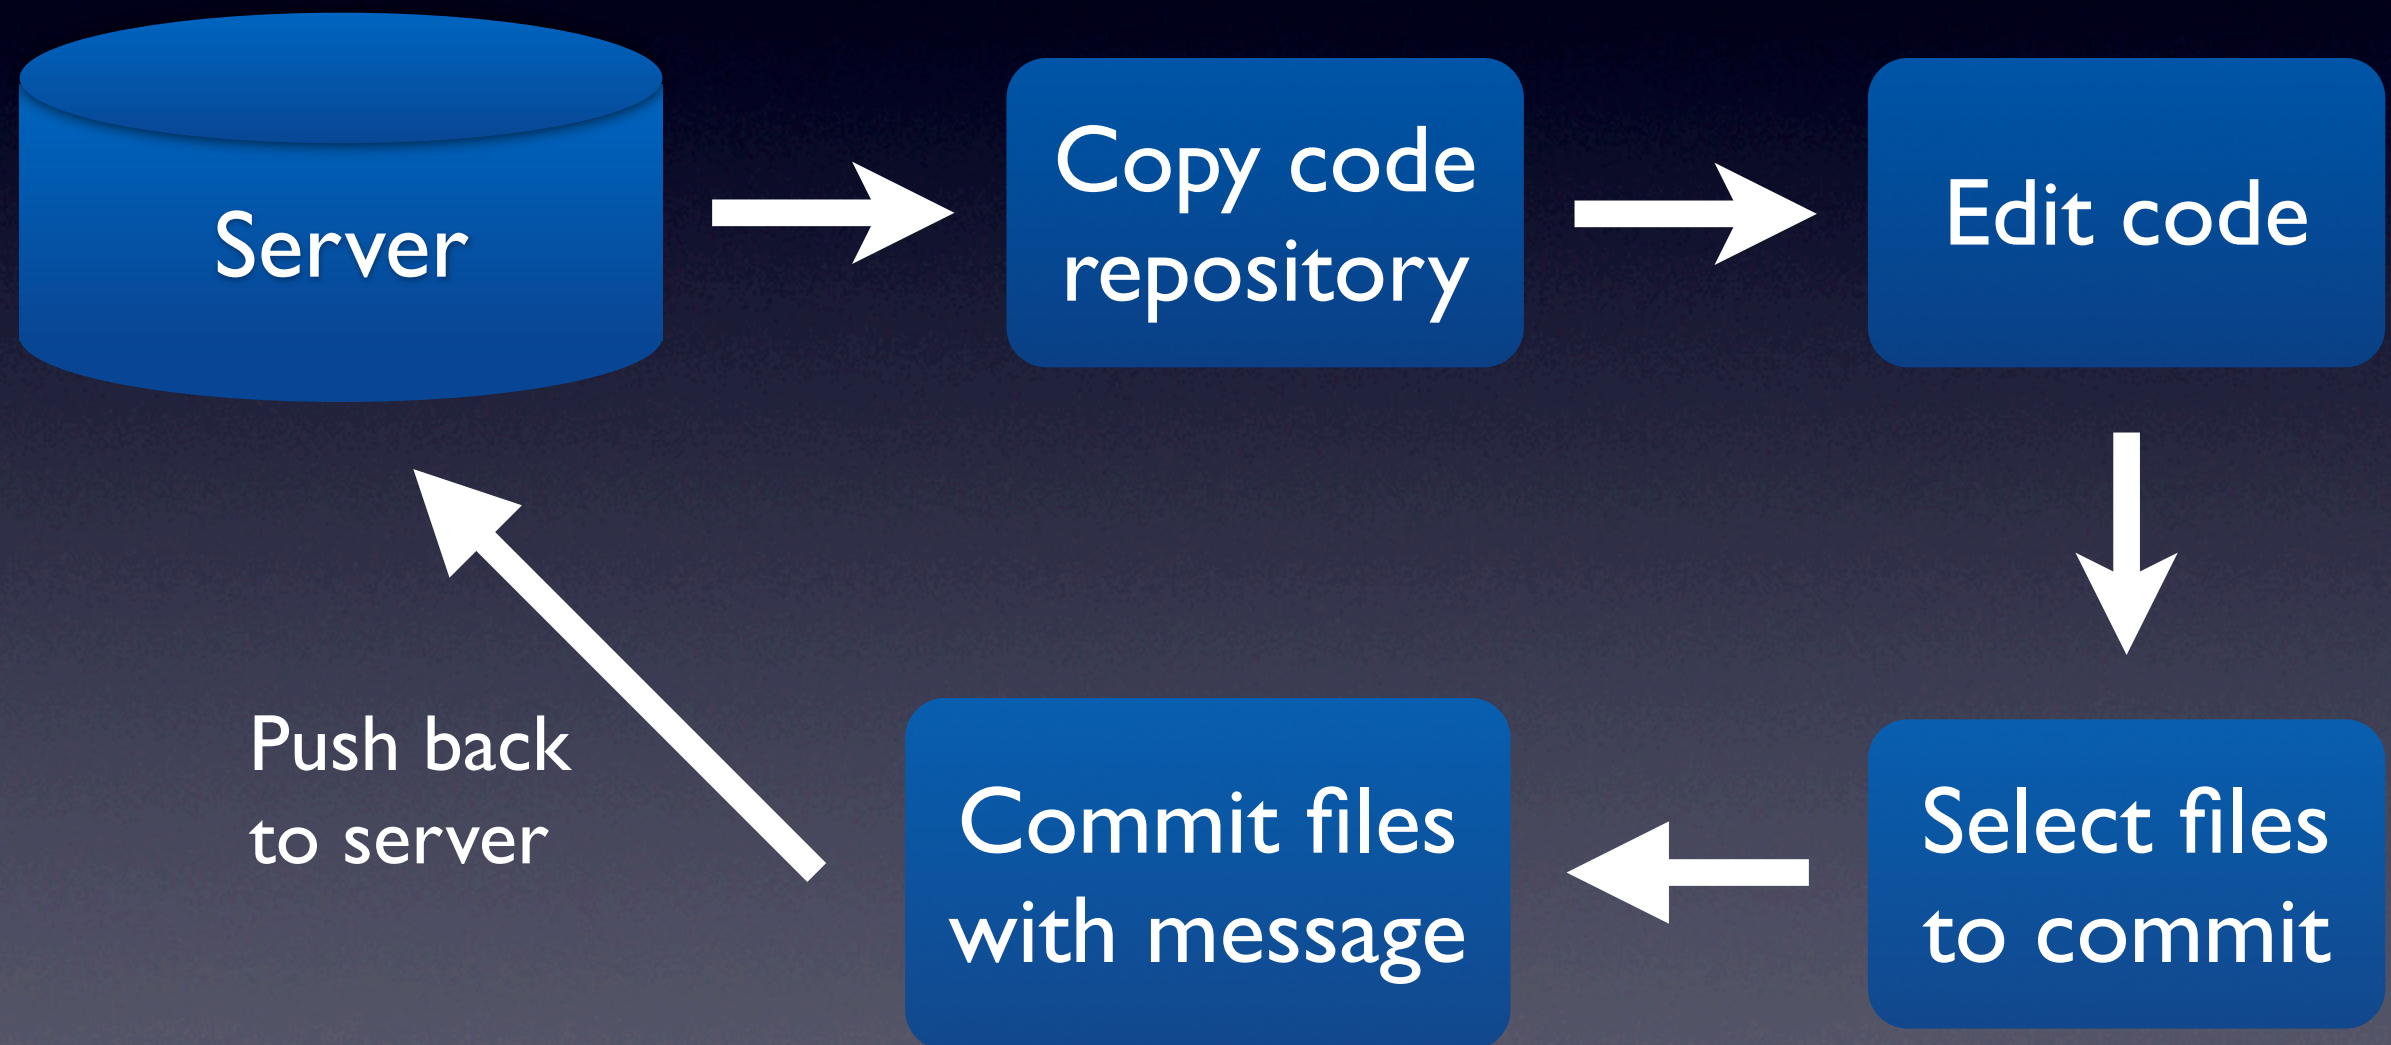 Server
Copy code
repository
Edit code
Select files
to commit
Commit files
with message
Push back
to server